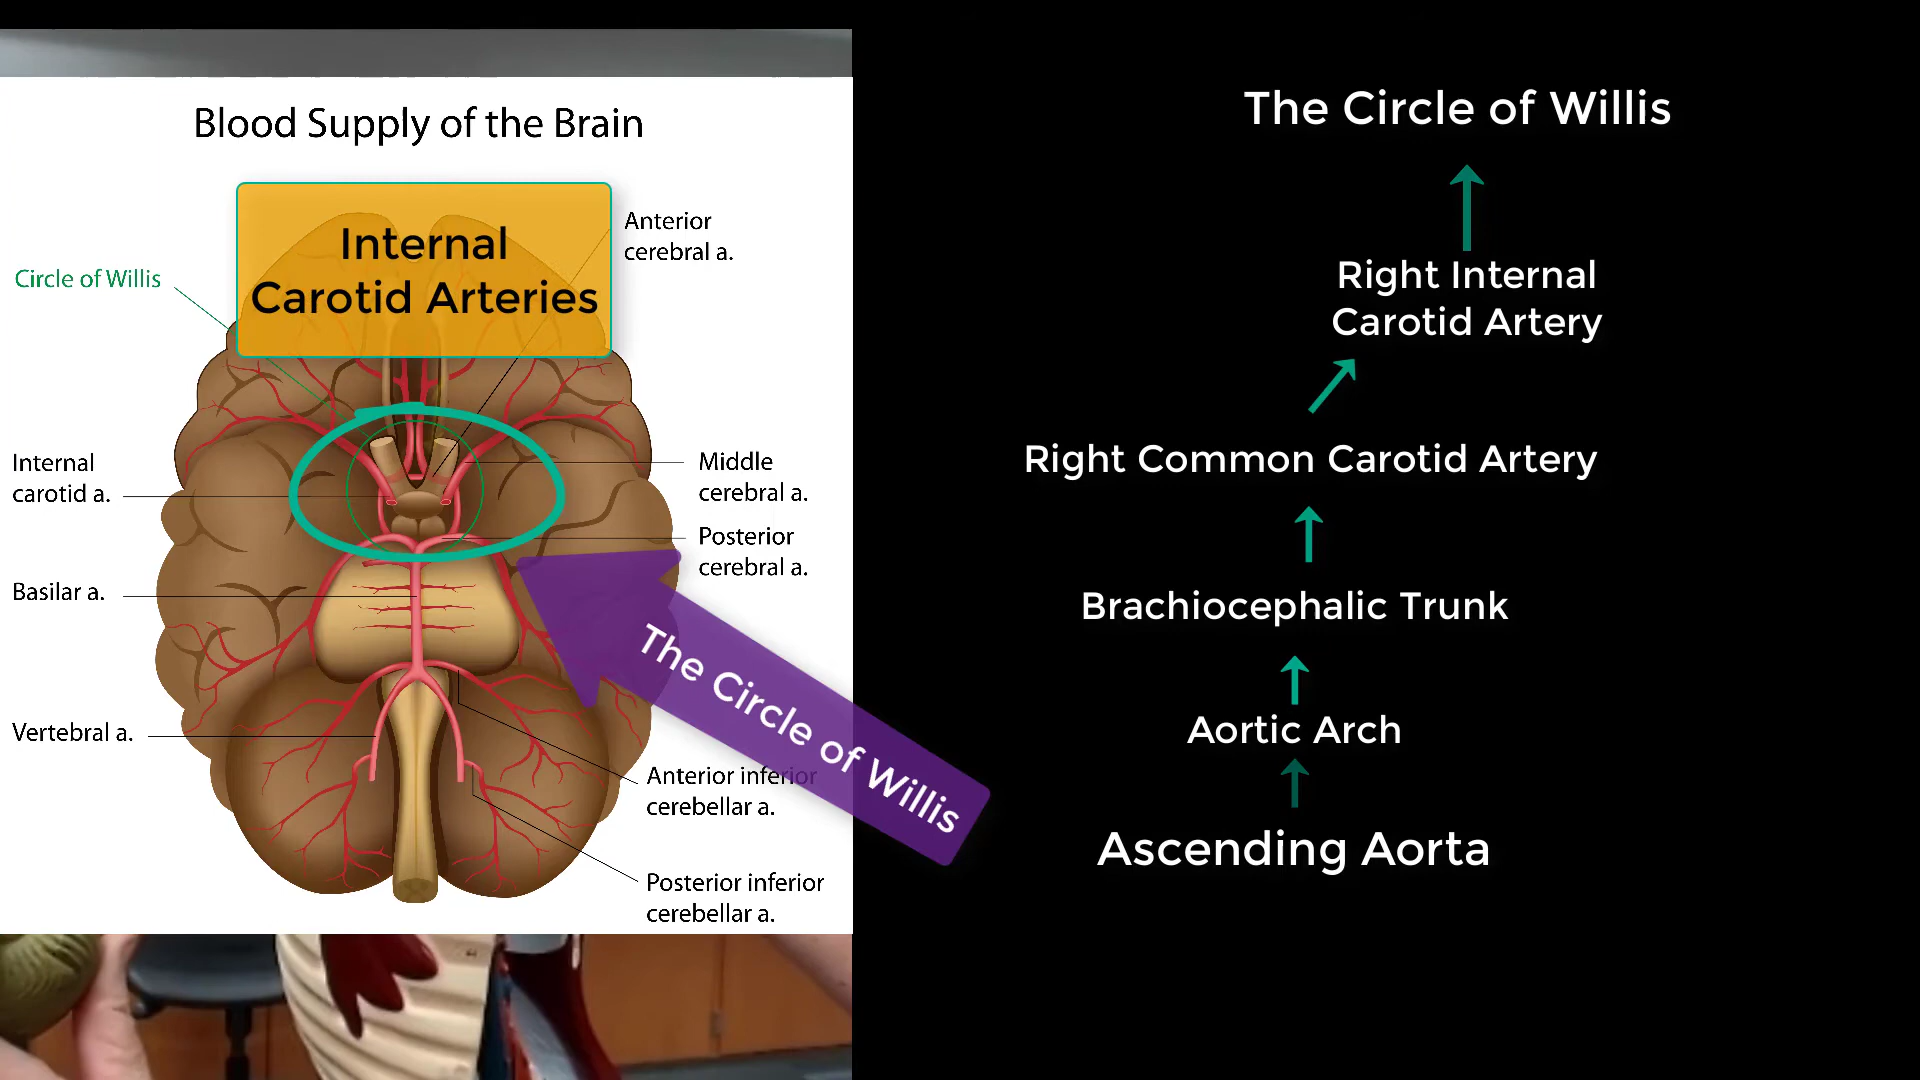 Blood Supply of the Brain
Internal
Carotid Arteries
Anterior
cerebral a.
Circle of Willis
Internal
carotid a.
Middle
cerebral a.
Posterior
cerebral a.
Basilar a.
Vertebral a.
Anterior inferior
cerebellar a.
Posterior inferior
cerebellar a.
The Circle of Willis
The Circle of Willis
Right Internal
Carotid Artery
Right Common Carotid Artery
Brachiocephalic Trunk
Aortic Arch
Ascending Aorta